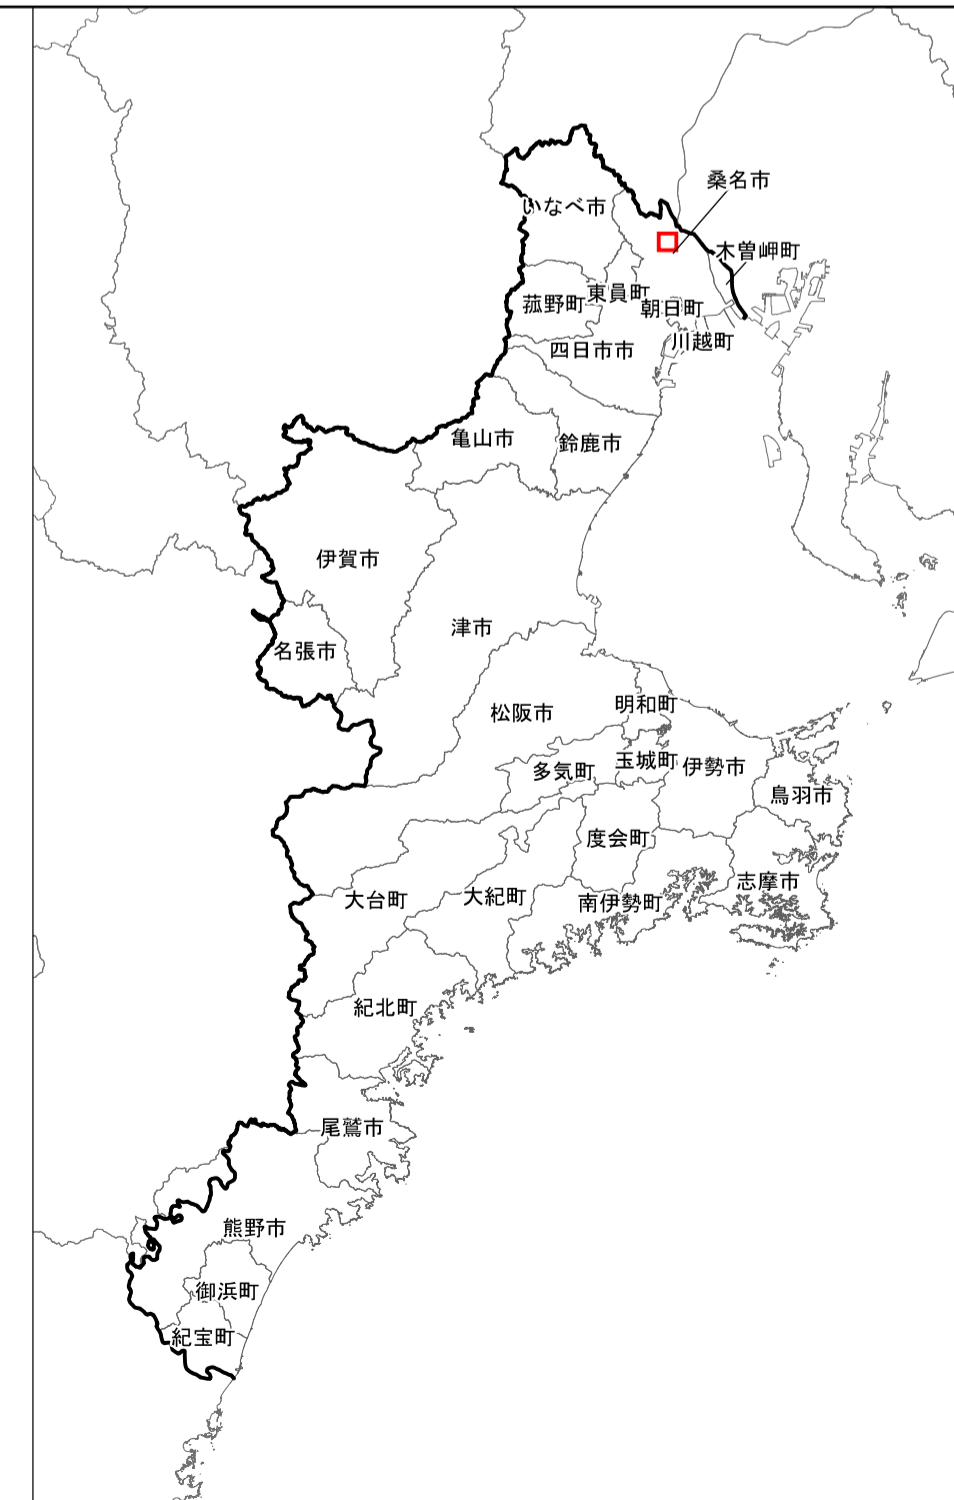 桑名市
いなべ市
木曽岬町
東員町
菰野町
朝日町
川越町
四日市市
亀山市
鈴鹿市
伊賀市
津市
名張市
明和町
松阪市
玉城町
伊勢市
多気町
鳥羽市
度会町
志摩市
大紀町
大台町
南伊勢町
紀北町
尾鷲市
熊野市
御浜町
紀宝町